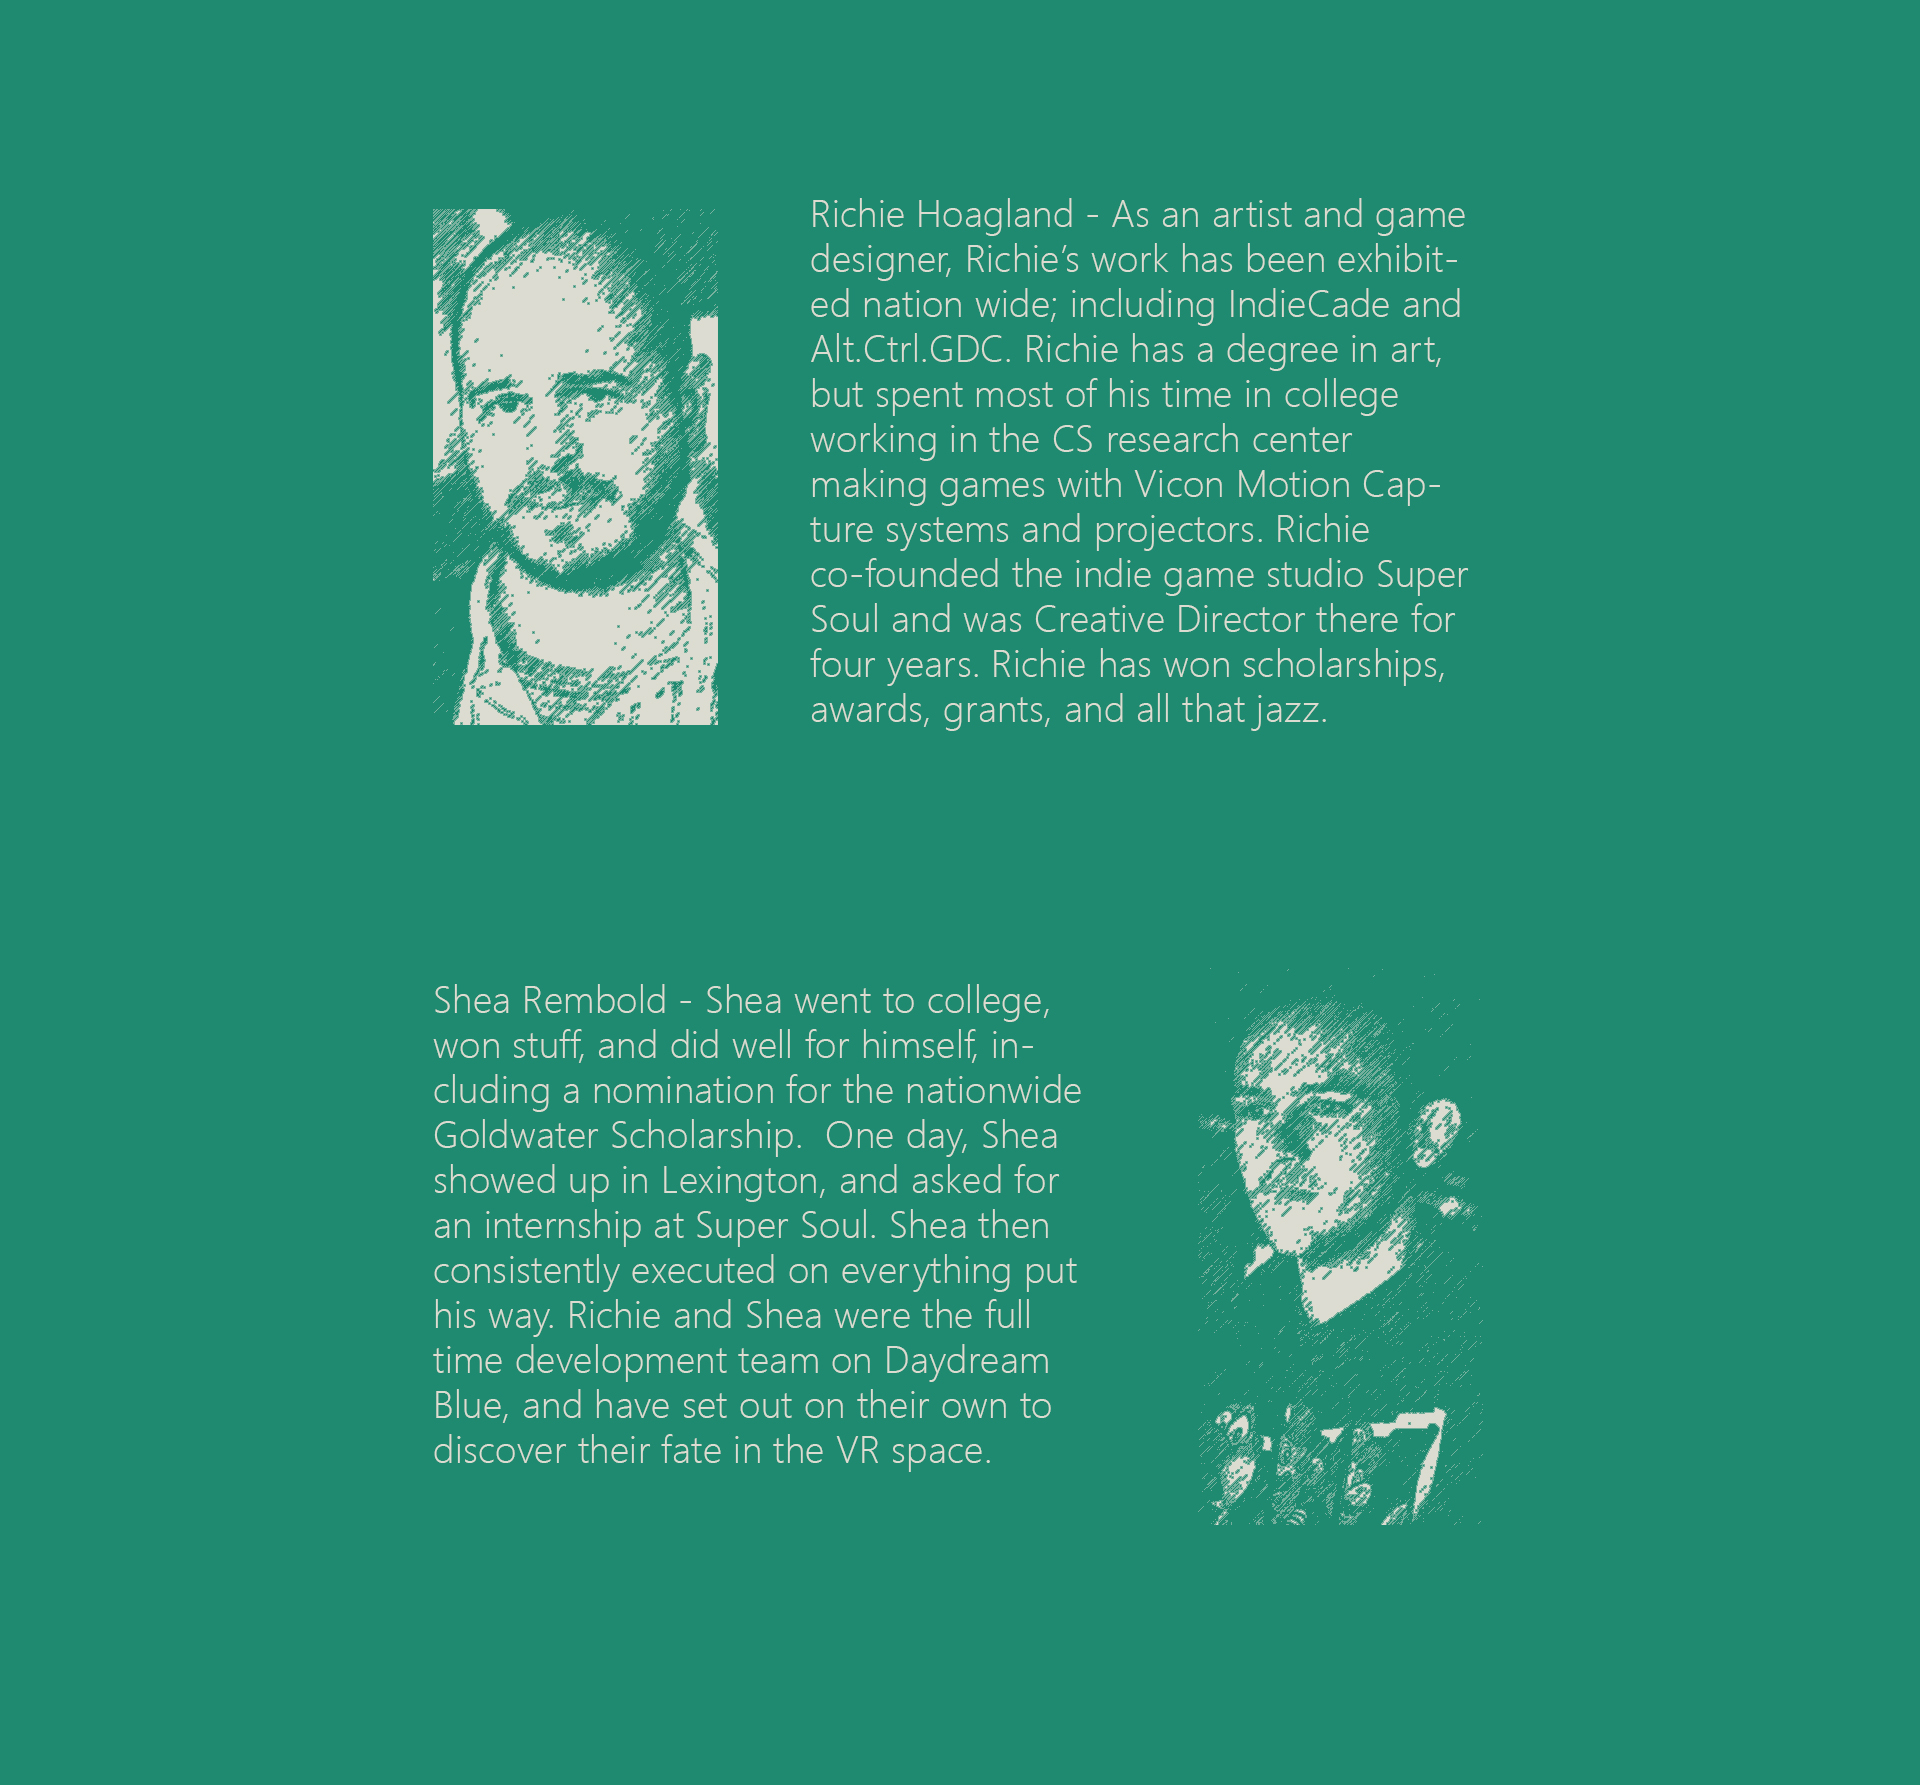 Richie Hoagland - As an artist and game
designer, Richie’s work has been exhibit-
ed nation wide; including IndieCade and
Alt.Ctrl.GDC. Richie has a degree in art,
but spent most of his time in college
working in the CS research center
making games with Vicon Motion Cap-
ture systems and projectors. Richie
co-founded the indie game studio Super
Soul and was Creative Director there for
four years. Richie has won scholarships,
awards, grants, and all that jazz.
Shea Rembold - Shea went to college,
won stuff, and did well for himself, in-
cluding a nomination for the nationwide
Goldwater Scholarship.  One day, Shea
showed up in Lexington, and asked for
an internship at Super Soul. Shea then
consistently executed on everything put
his way. Richie and Shea were the full
time development team on Daydream
Blue, and have set out on their own to
discover their fate in the VR space.